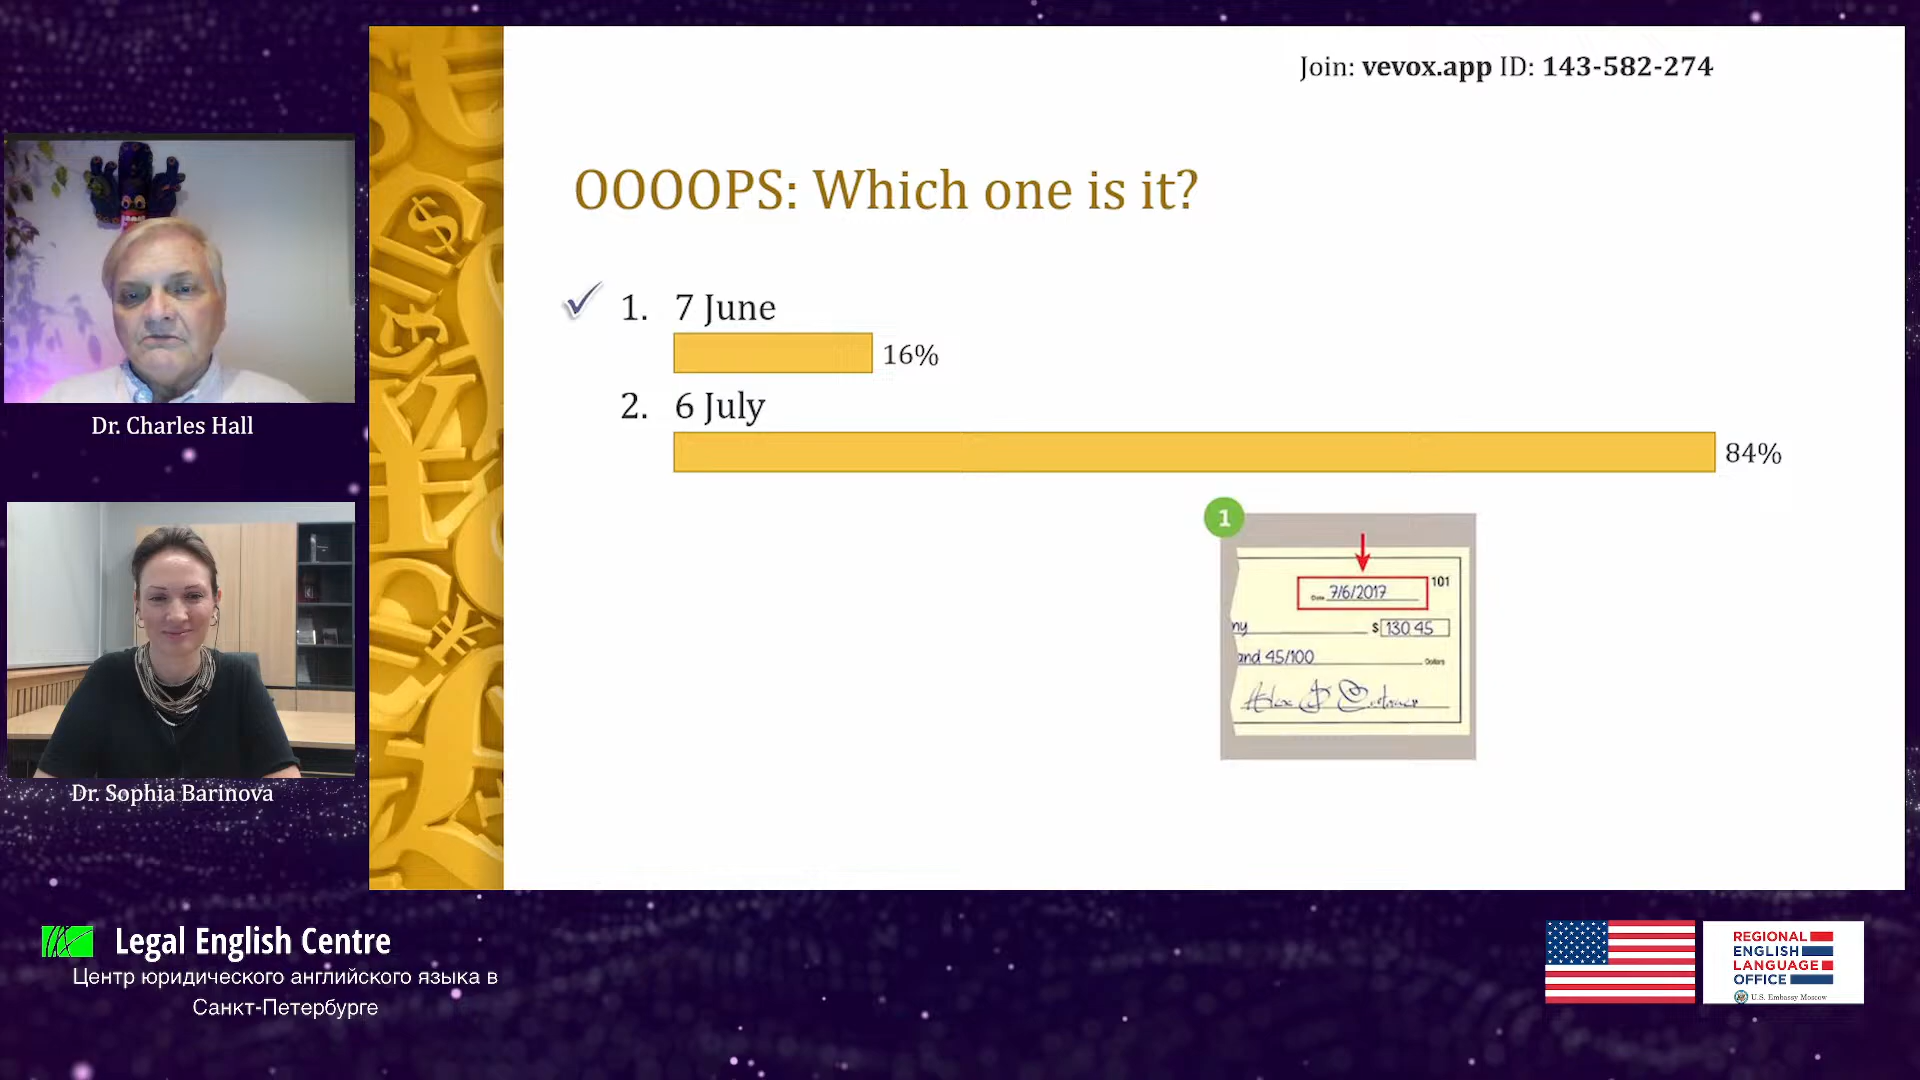 Join: vevox.app ID: 143-582-274
OOOOPS: Which one is it?
1. 7 June
16%
2. 6 July
84%
1
101
Date 7/6/2017
ny
$ 130.45
and 45/100
Dollars
Dr. Charles Hall
Dr. Sophia Barinova
Legal English Centre
Центр юридического английского языка в
Санкт-Петербурге
REGIONAL
ENGLISH
LANGUAGE
OFFICE
U.S. Embassy Moscow